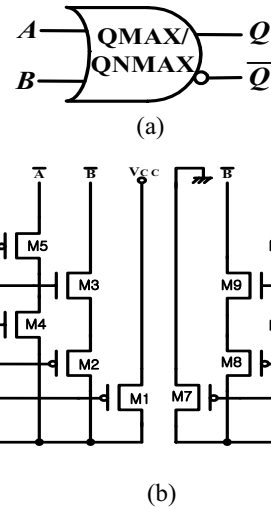 A QMAX/ Q
B QNMAX Q̅
(a)
A̅ B̅ VCC B̅
M5
M3 M9
M4
M2 M8
M1 M7
(b)